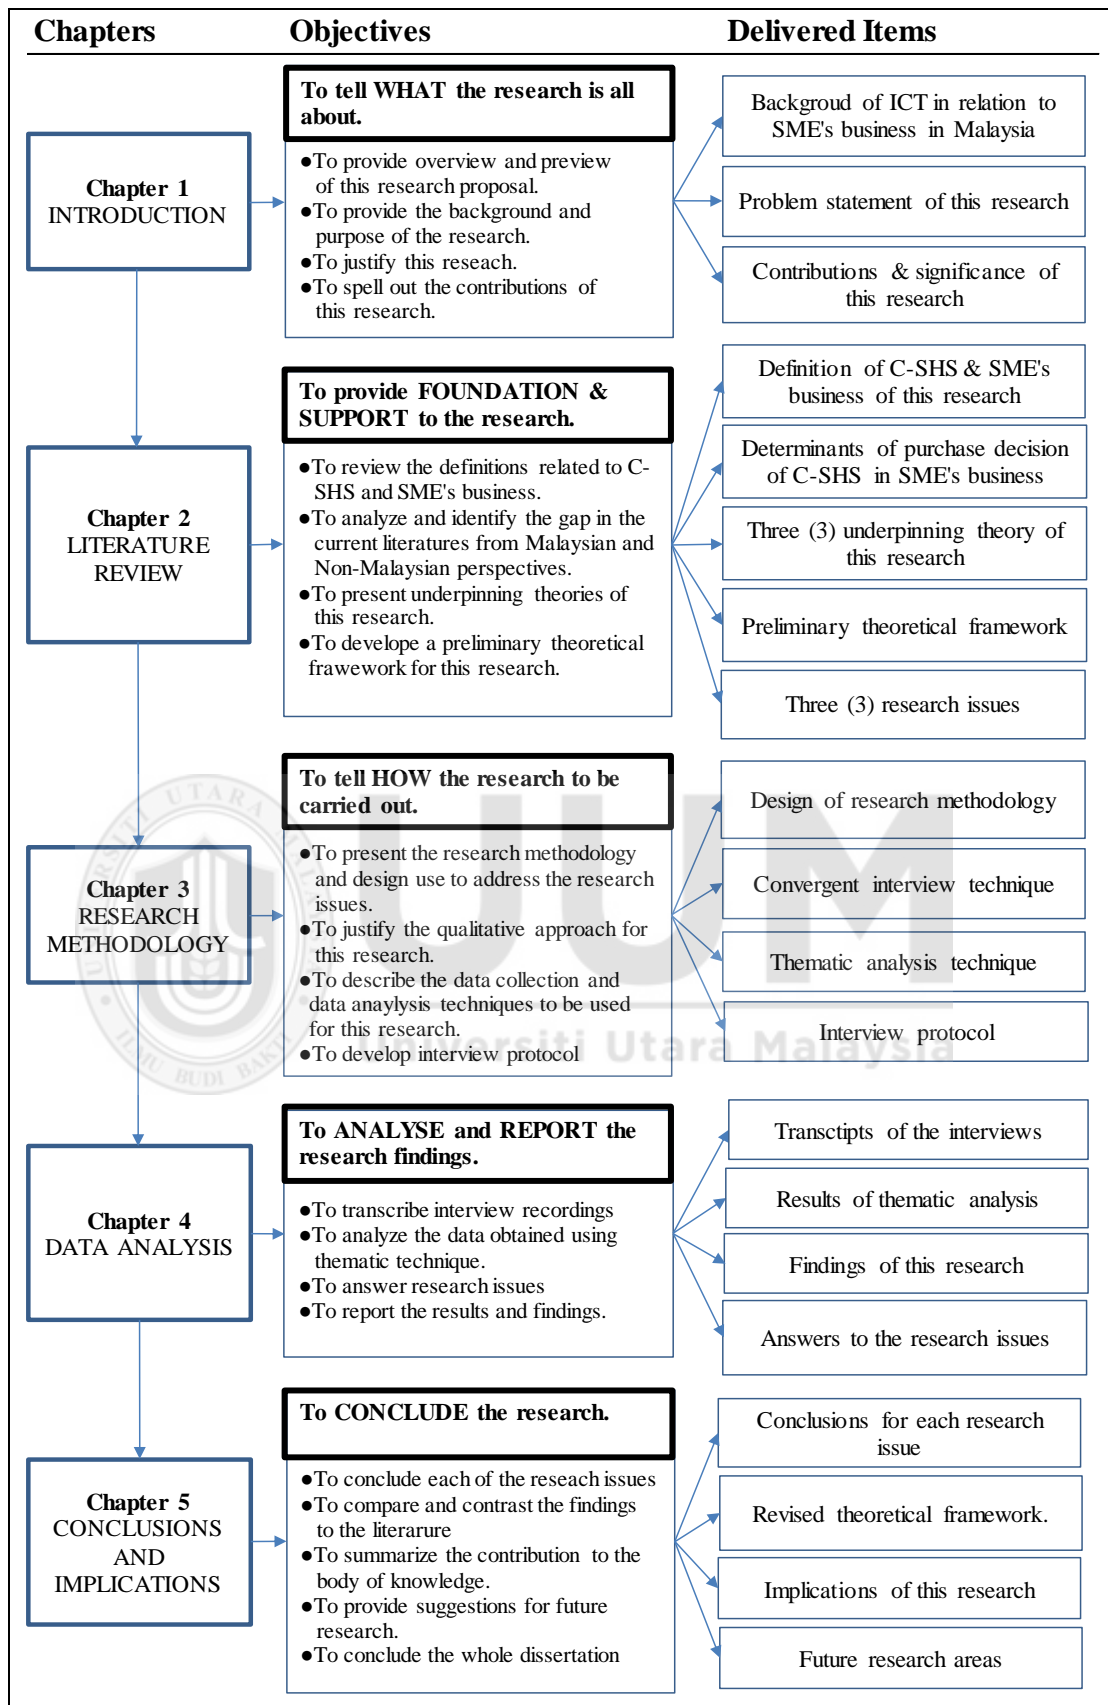 Chapters Objectives Delivered Items
Chapter 1
INTRODUCTION
To tell WHAT the research is all
about.
●To provide overview and preview
of this research proposal.
●To provide the background and
purpose of the research.
●To justify this reseach.
●To spell out the contributions of
this research.
Backgroud of ICT in relation to
SME's business in Malaysia
Problem statement of this research
Contributions & significance of
this research
Chapter 2
LITERATURE
REVIEW
To provide FOUNDATION &
SUPPORT to the research.
●To review the definitions related to C-
SHS and SME's business.
●To analyze and identify the gap in the
current literatures from Malaysian and
Non-Malaysian perspectives.
●To present underpinning theories of
this research.
●To develope a preliminary theoretical
frawework for this research.
Definition of C-SHS & SME's
business of this research
Determinants of purchase decision
of C-SHS in SME's business
Three (3) underpinning theory of
this research
Preliminary theoretical framework
Three (3) research issues
Chapter 3
RESEARCH
METHODOLOGY
To tell HOW the research to be
carried out.
●To present the research methodology
and design use to address the research
issues.
●To justify the qualitative approach for
this research.
●To describe the data collection and
data anaylysis techniques to be used
for this research.
●To develop interview protocol
Design of research methodology
Convergent interview technique
Thematic analysis technique
Interview protocol
Chapter 4
DATA ANALYSIS
To ANALYSE and REPORT the
research findings.
●To transcribe interview recordings
●To analyze the data obtained using
thematic technique.
●To answer research issues
●To report the results and findings.
Transctipts of the interviews
Results of thematic analysis
Findings of this research
Answers to the research issues
Chapter 5
CONCLUSIONS
AND
IMPLICATIONS
To CONCLUDE the research.
●To conclude each of the reseach issues
●To compare and contrast the findings
to the literarure
●To summarize the contribution to the
body of knowledge.
●To provide suggestions for future
research.
●To conclude the whole dissertation
Conclusions for each research
issue
Revised theoretical framework.
Implications of this research
Future research areas
UUM
Universiti Utara Malaysia
UNIVERSITI UTARA MALAYSIA
ILMU BUDI BAKTI